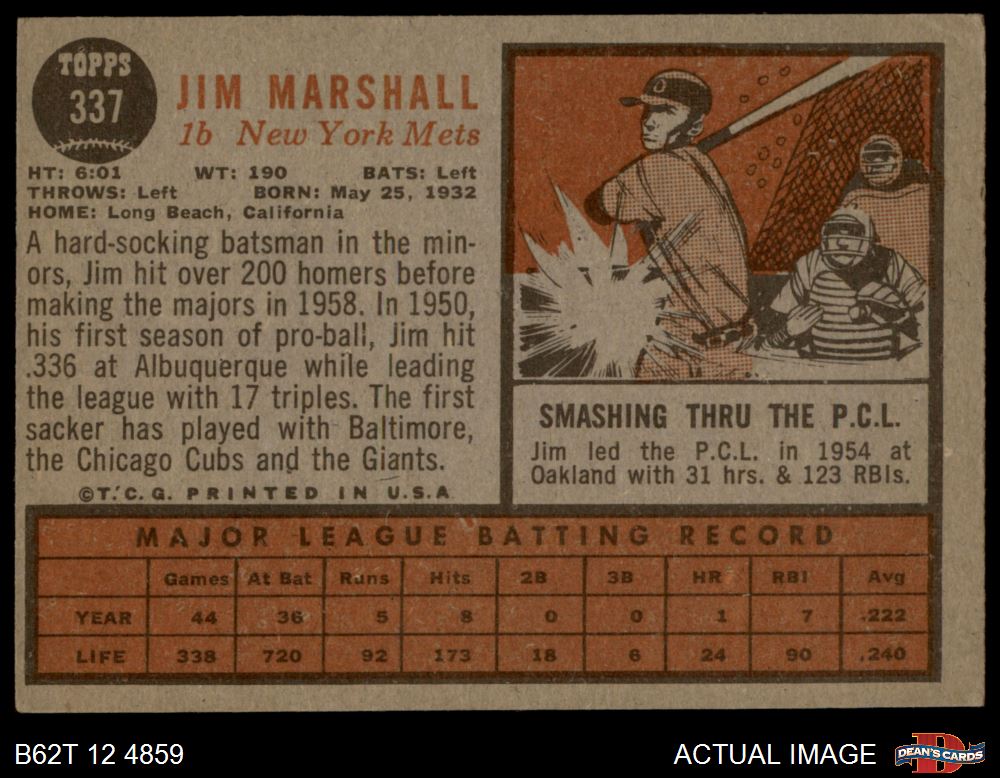 TOPPS
337
JIM MARSHALL
1b New York Mets
HT: 6:01 WT: 190 BATS: Left
THROWS: Left BORN: May 25, 1932
HOME: Long Beach, California
A hard-socking batsman in the min-
ors, Jim hit over 200 homers before
making the majors in 1958. In 1950,
his first season of pro-ball, Jim hit
.336 at Albuquerque while leading
the league with 17 triples. The first
sacker has played with Baltimore,
the Chicago Cubs and the Giants.
©T.C.G. PRINTED IN U.S.A
O
SMASHING THRU THE P.C.L.
Jim led the P.C.L. in 1954 at
Oakland with 31 hrs. & 123 RBIs.
MAJOR LEAGUE BATTING RECORD
Games At Bat Runs Hits 2B 3B HR RBI Avg
YEAR 44 36 5 8 0 0 1 7 .222
LIFE 338 720 92 173 18 6 24 90 .240
B62T 12 4859
ACTUAL IMAGE
D
DEAN'S CARDS